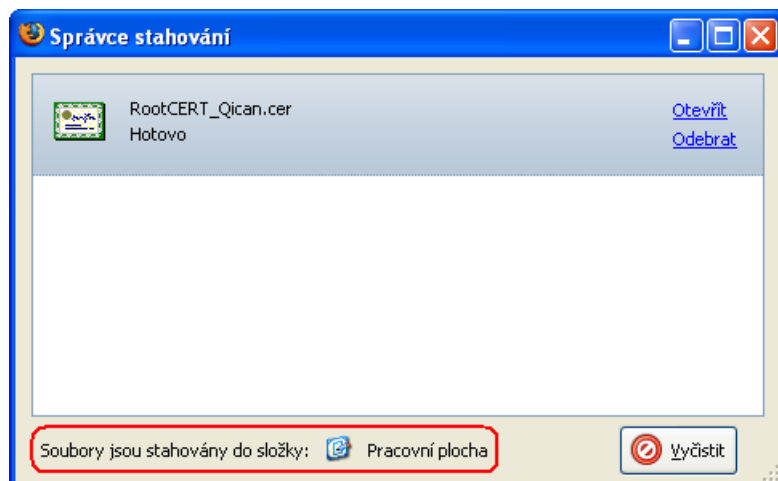 Správce stahování
RootCERT_Qican.cer
Otevřít
Hotovo
Odebrat
Soubory jsou stahovány do složky: Pracovní plocha
Vyčistit